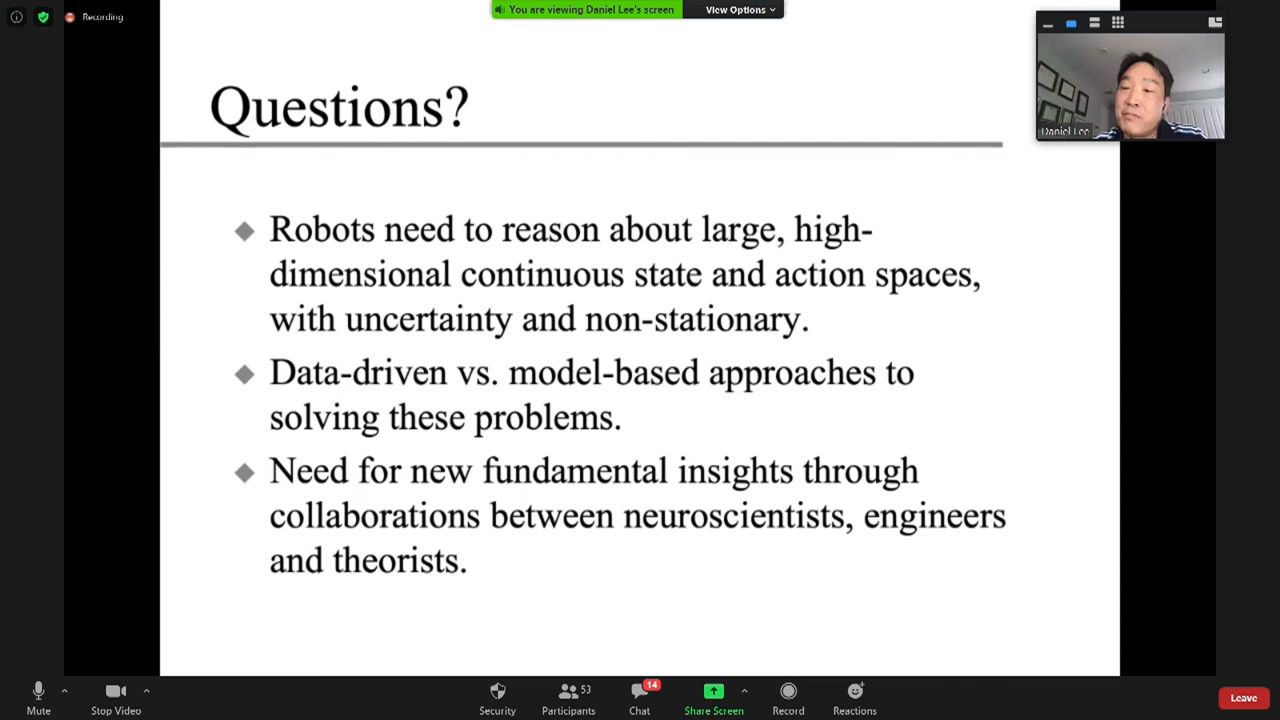 Recording
You are viewing Daniel Lee's screen
View Options
Questions?
Daniel Lee
Robots need to reason about large, high-
dimensional continuous state and action spaces,
with uncertainty and non-stationary.
Data-driven vs. model-based approaches to
solving these problems.
Need for new fundamental insights through
collaborations between neuroscientists, engineers
and theorists.
53
14
Mute
Stop Video
Security
Participants
Chat
Share Screen
Record
Reactions
Leave